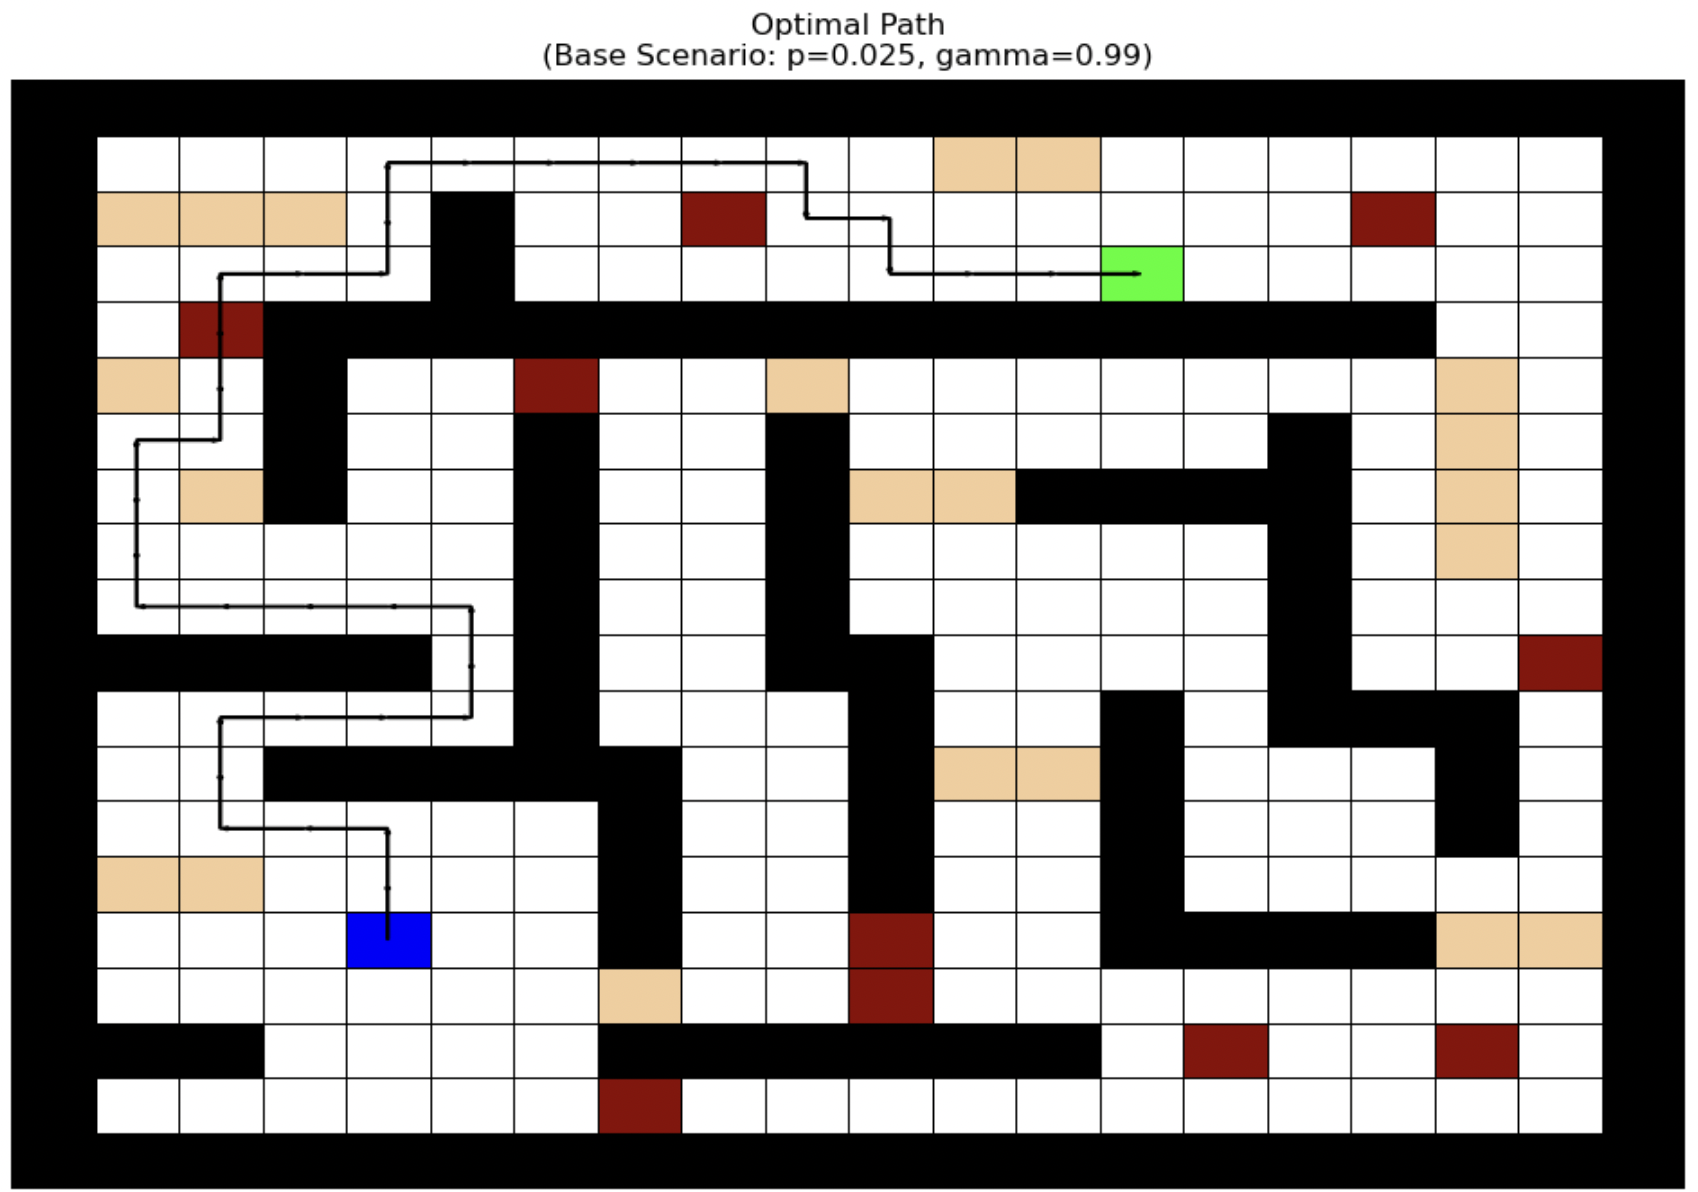 Optimal Path
(Base Scenario: p=0.025, gamma=0.99)